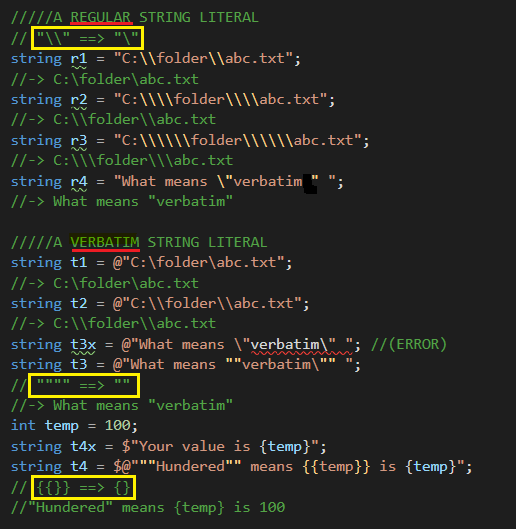 /////A REGULAR STRING LITERAL
// "\\" ==> "\"
string r1 = "C:\\folder\\abc.txt";
//-> C:\folder\abc.txt
string r2 = "C:\\\\folder\\\\abc.txt";
//-> C:\\folder\\abc.txt
string r3 = "C:\\\\\\folder\\\\\\abc.txt";
//-> C:\\\folder\\\abc.txt
string r4 = "What means \"verbatim " ";
//-> What means "verbatim"
/////A VERBATIM STRING LITERAL
string t1 = @"C:\folder\abc.txt";
//-> C:\folder\abc.txt
string t2 = @"C:\\folder\\abc.txt";
//-> C:\\folder\\abc.txt
string t3x = @"What means \"verbatim\" "; //(ERROR)
string t3 = @"What means ""verbatim\"" ";
// """" ==> ""
//-> What means "verbatim"
int temp = 100;
string t4x = $"Your value is {temp}";
string t4 = $@"""Hundered"" means {{temp}} is {temp}";
// {{}} ==> {}
//"Hundered" means {temp} is 100